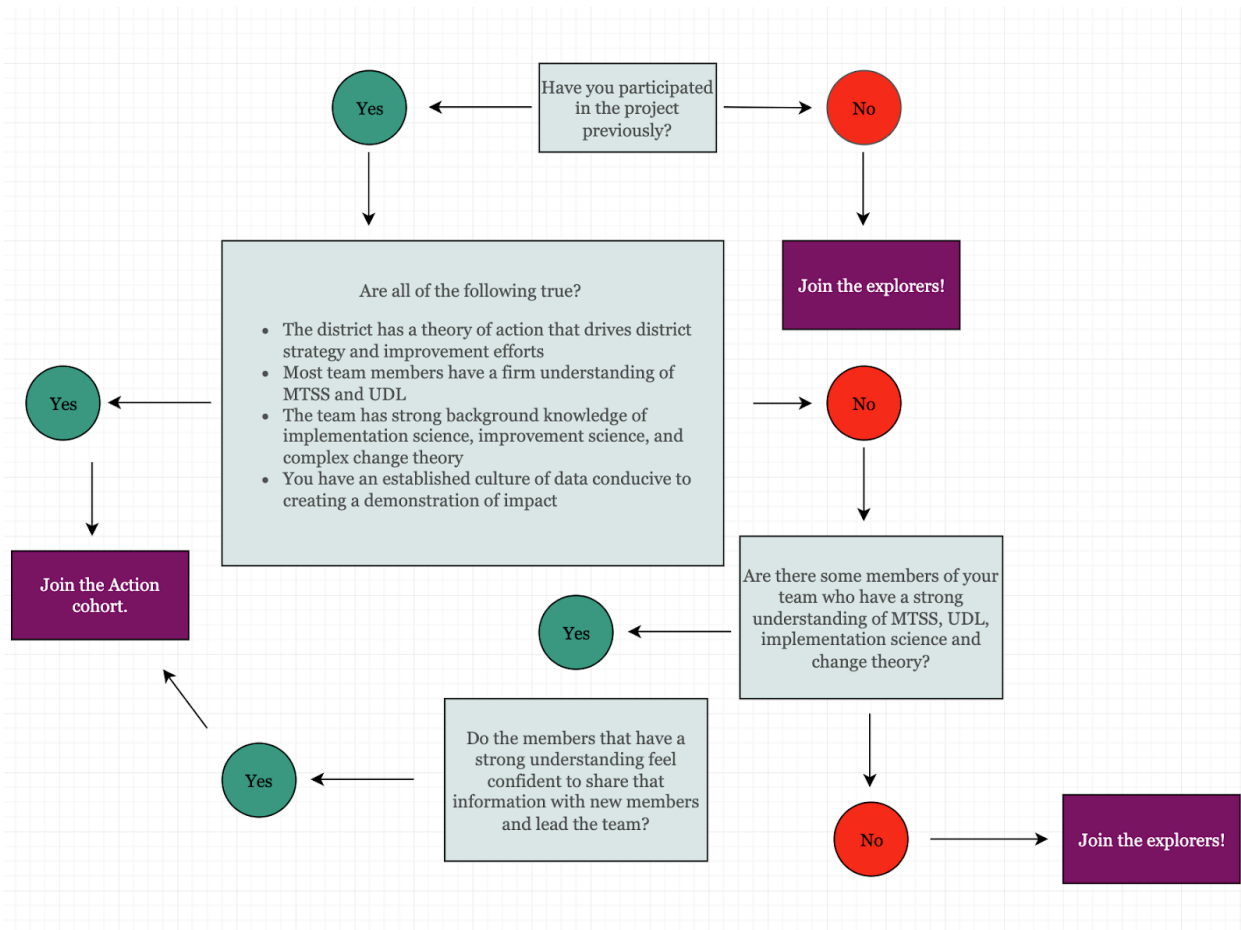 Have you participated
in the project
previously?
Yes
No
Join the explorers!
Are all of the following true?
• The district has a theory of action that drives district
strategy and improvement efforts
• Most team members have a firm understanding of
MTSS and UDL
• The team has strong background knowledge of
implementation science, improvement science, and
complex change theory
• You have an established culture of data conducive to
creating a demonstration of impact
Yes
No
Join the Action
cohort.
Are there some members of your
team who have a strong
understanding of MTSS, UDL,
implementation science and
change theory?
Yes
Do the members that have a
strong understanding feel
confident to share that
information with new members
and lead the team?
Yes
No
Join the explorers!